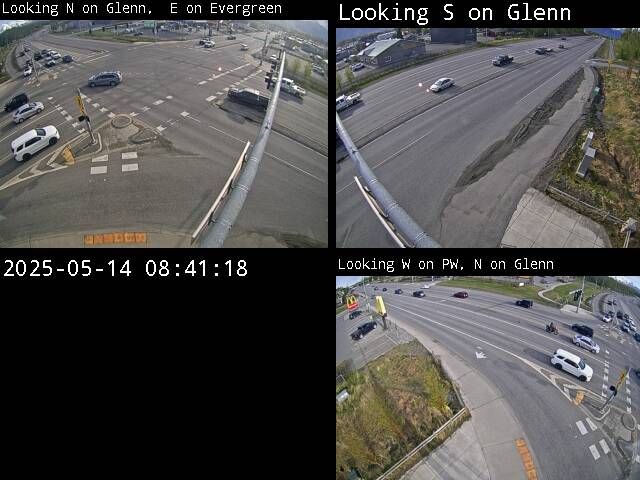 Looking N on Glenn,  E on Evergreen
Looking S on Glenn
2025-05-14 08:41:18
Looking W on PW, N on Glenn